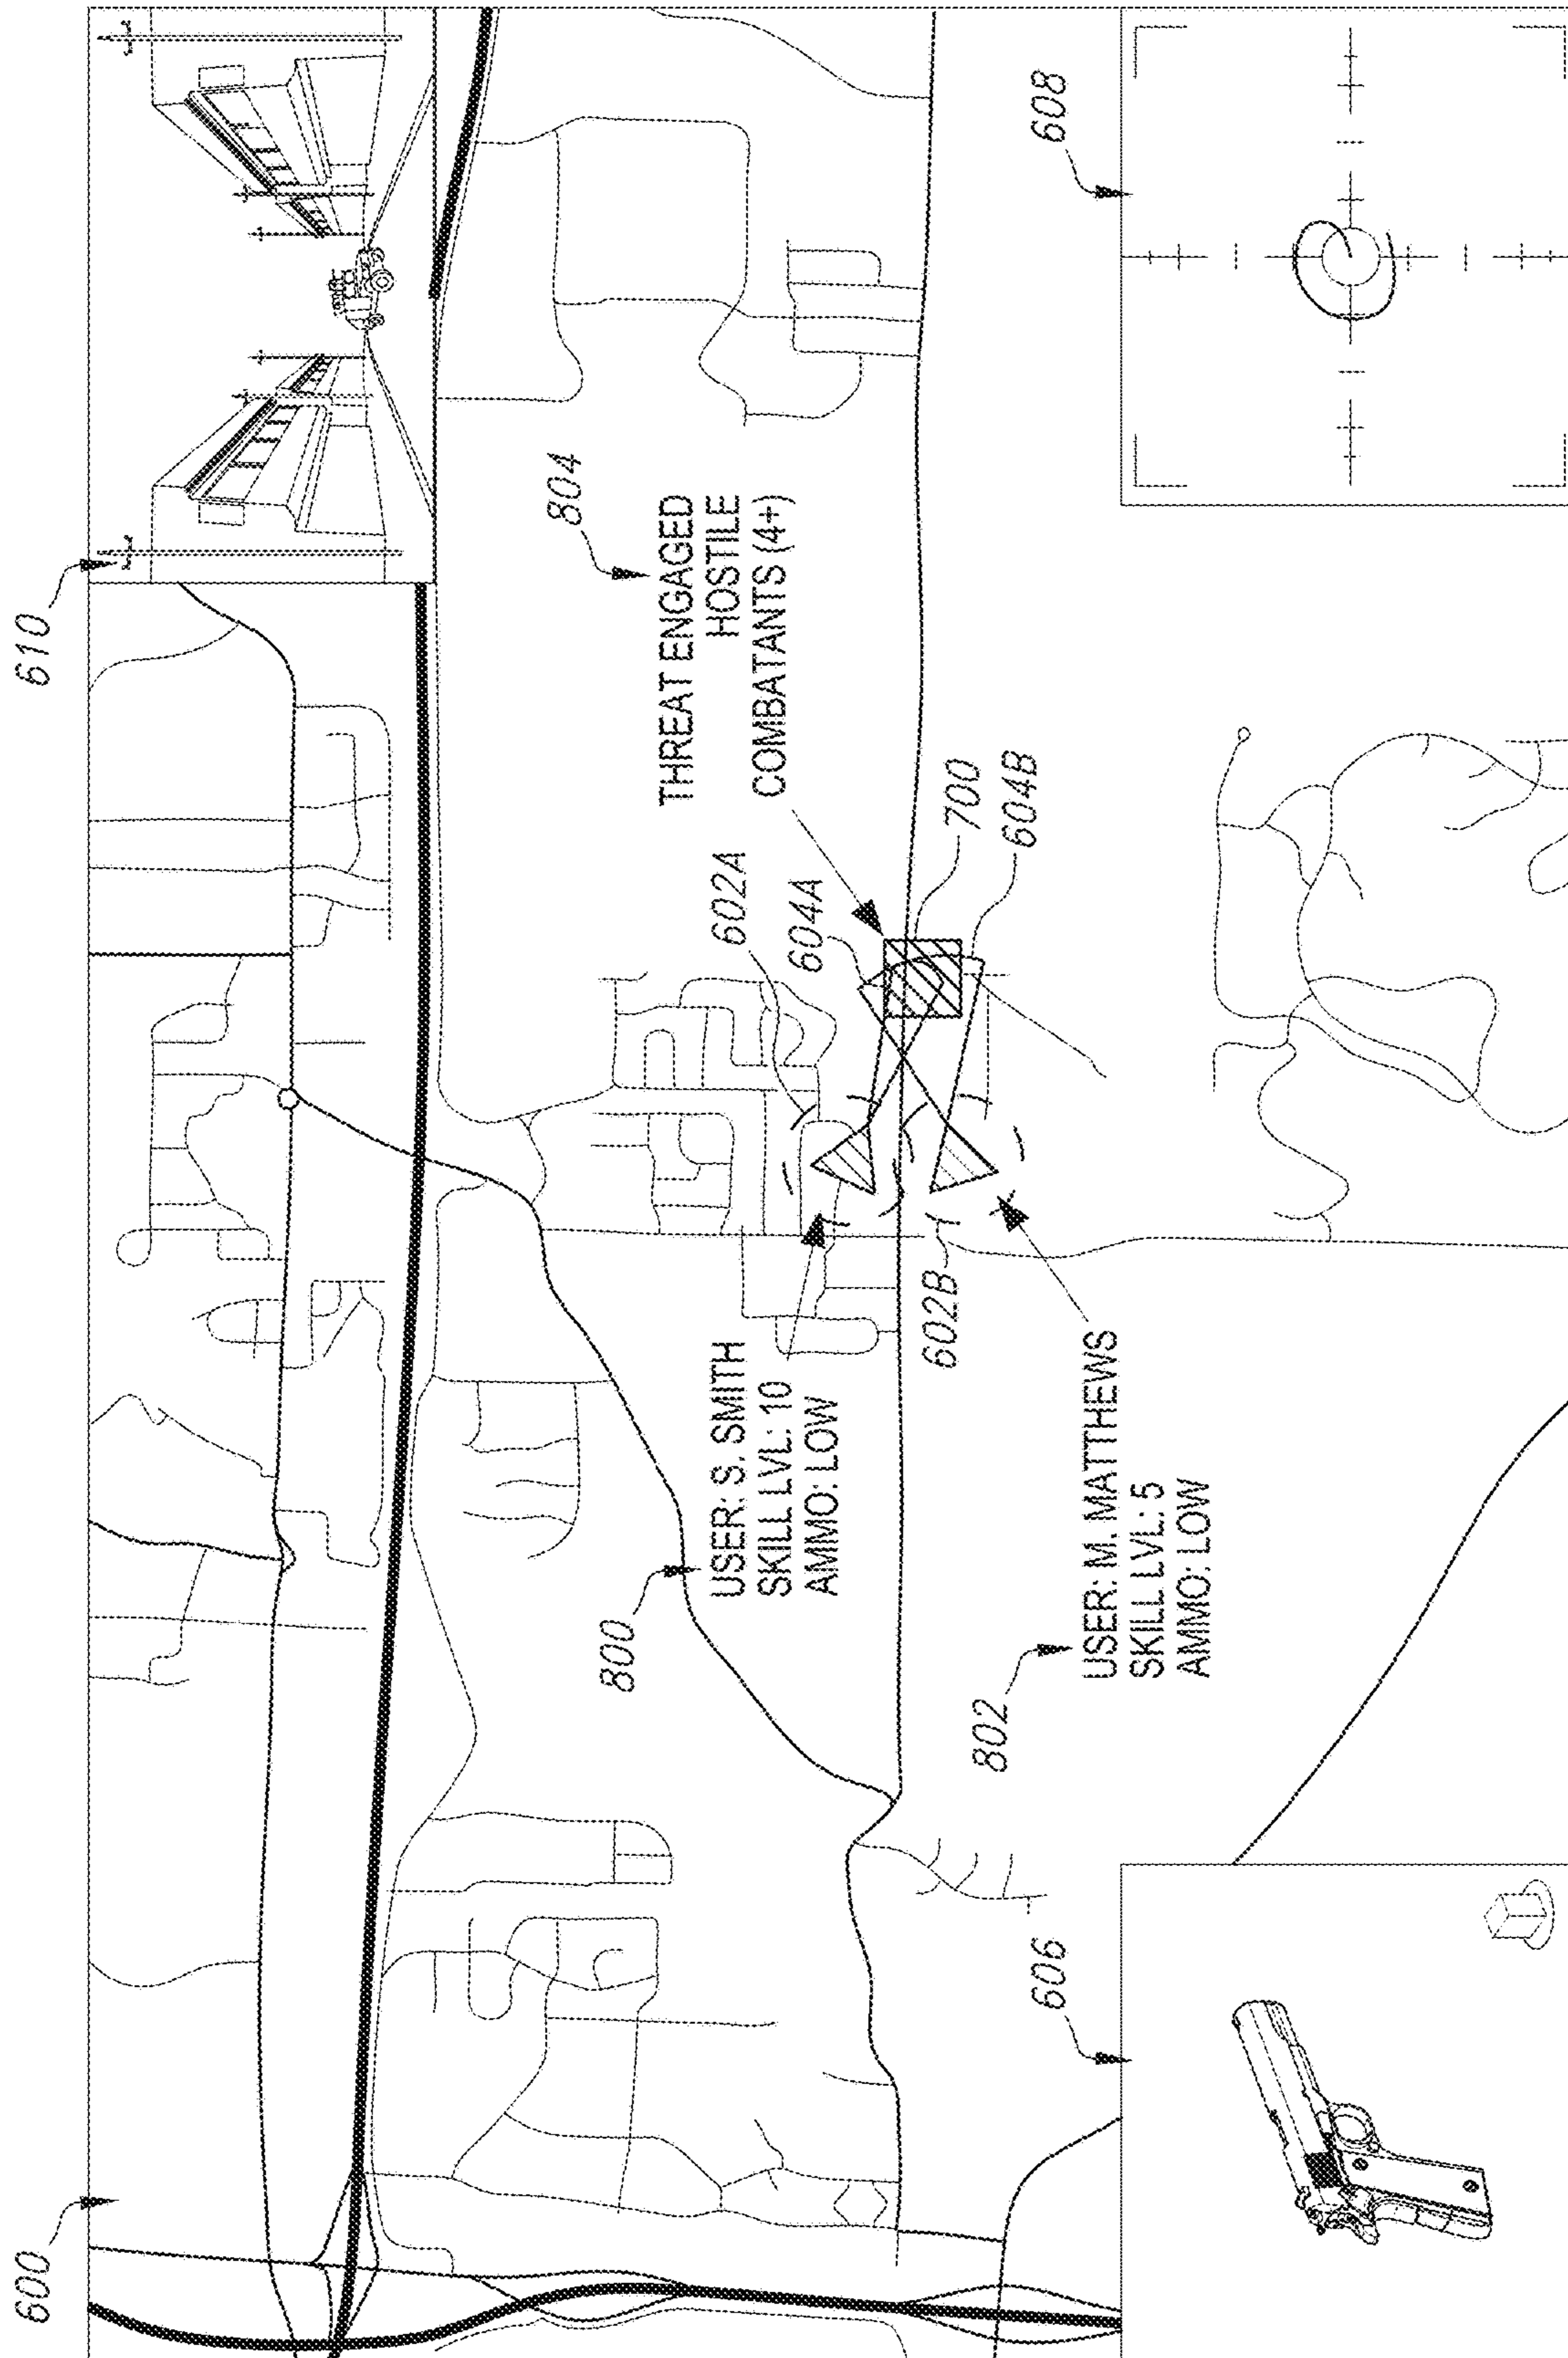 600
610
804
THREAT ENGAGED
HOSTILE
COMBATANTS (4+)
602A
604A
700
604B
800
USER: S. SMITH
SKILL LVL: 10
AMMO: LOW
602B
802
USER: M. MATTHEWS
SKILL LVL: 5
AMMO: LOW
606
608